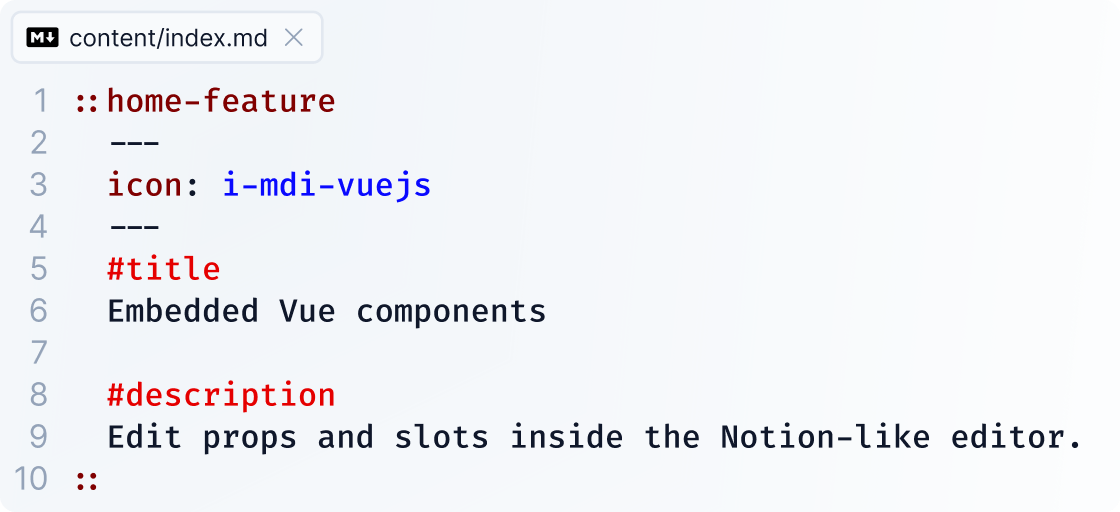 M↓ content/index.md
1 ::home-feature
2 ---
3 icon: i-mdi-vuejs
4 ---
5 #title
6 Embedded Vue components
7
8 #description
9 Edit props and slots inside the Notion-like editor.
10 ::